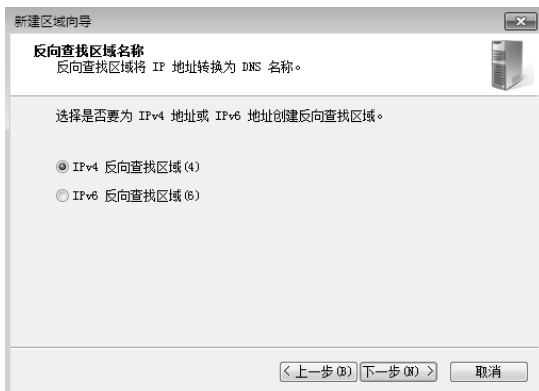 新建区域向导
反向查找区域名称
反向查找区域将 IP 地址转换为 DNS 名称。
选择是否要为 IPv4 地址或 IPv6 地址创建反向查找区域。
IPv4 反向查找区域(4)
IPv6 反向查找区域(6)
< 上一步(B) 下一步(N) > 取消